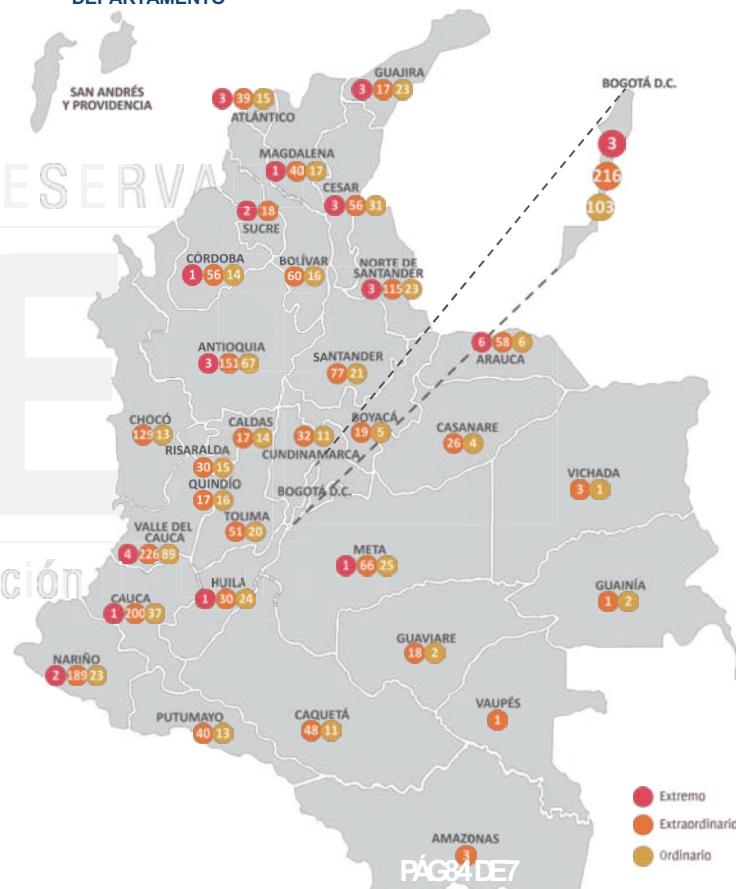 DEPARTAMENTO
SAN ANDRÉS
Y PROVIDENCIA
GUAJIRA
3 17 23
BOGOTÁ D.C.
3
216
103
3 39 15
ATLÁNTICO
MAGDALENA
1 40 17
ESERVA
CESAR
3 56 31
2 18
SUCRE
CÓRDOBA
1 56 14
BOLÍVAR
60 16
NORTE DE
SANTANDER
3 115 23
ANTIOQUIA
3 151 67
SANTANDER
77 21
6 58 6
ARAUCA
CHOCÓ
129 13
CALDAS
17 14
32 11
CUNDINAMARCA
BOYACÁ
19 5
CASANARE
26 4
RISARALDA
30 15
QUINDÍO
17 16
BOGOTÁ D.C.
VICHADA
3 1
TOLIMA
51 20
VALLE DEL
CAUCA
4 226 89
META
1 66 25
ción
HUILA
1 30 24
CAUCA
1 200 37
GUAINÍA
1 2
GUAVIARE
18 2
NARIÑO
2 189 23
VAUPÉS
1
PUTUMAYO
40 13
CAQUETÁ
48 11
AMAZONAS
3
Extremo
Extraordinario
Ordinario
PÁG 84 DE 7